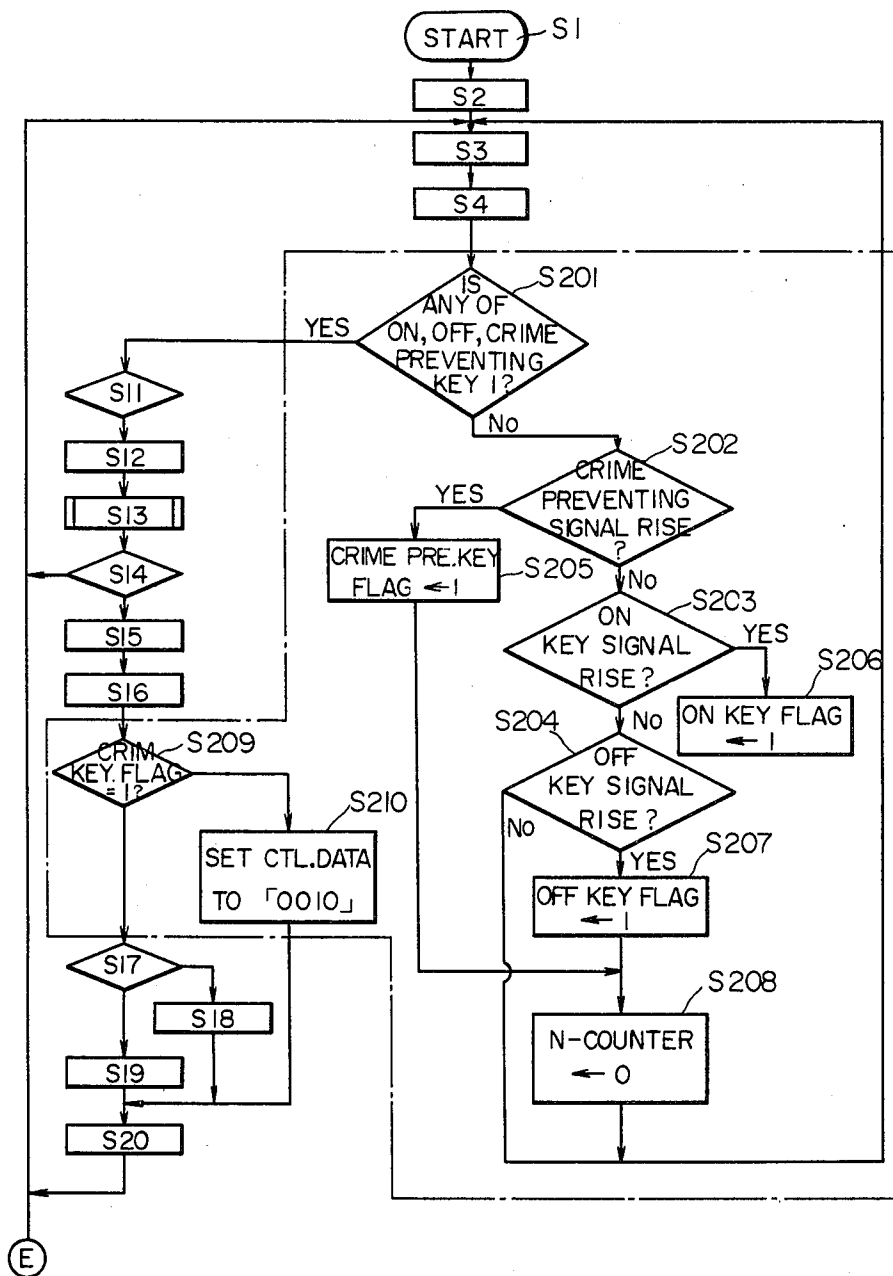 START
S1
S2
S3
S4
IS
ANY OF
ON, OFF, CRIME
PREVENTING
KEY 1?
S201
YES
No
S11
S12
S13
S14
S15
S16
CRIME
PREVENTING
SIGNAL RISE
?
S202
YES
No
CRIME PRE.KEY
FLAG ← 1
S205
ON
KEY SIGNAL
RISE?
S203
YES
No
S206
ON KEY FLAG
← 1
S204
OFF
KEY SIGNAL
RISE?
No
YES
S207
OFF KEY FLAG
← 1
S208
N-COUNTER
← 0
CRIM
KEY.FLAG
=1?
S209
S210
SET CTL.DATA
TO 「0010」
S17
S18
S19
S20
E